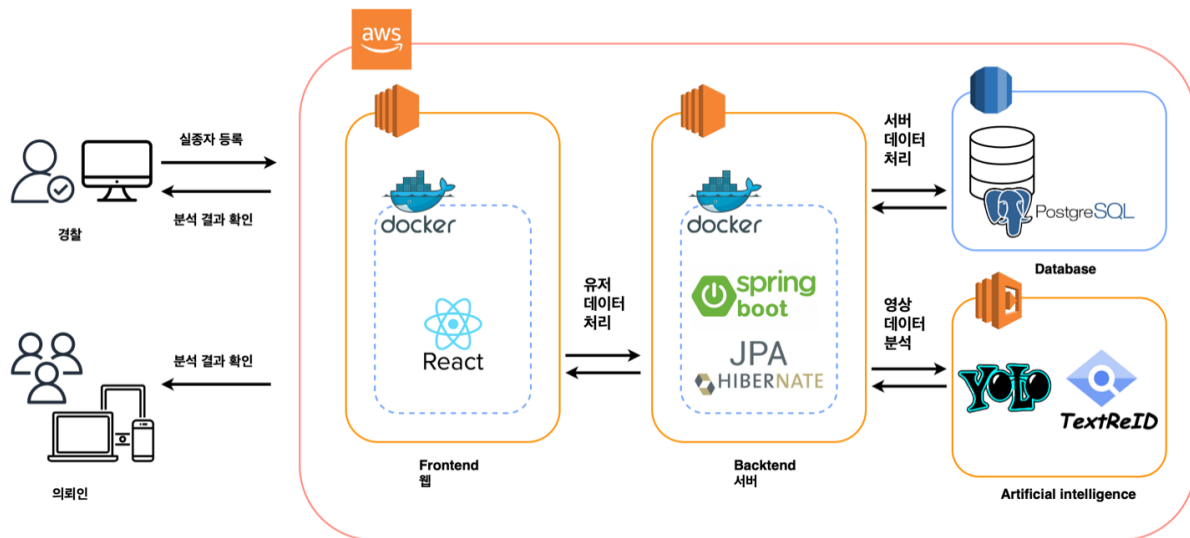 aws
실종자 등록
분석 결과 확인
경찰
분석 결과 확인
의뢰인
docker
React
Frontend
웹
유저
데이터
처리
docker
spring
boot
JPA
HIBERNATE
Backtend
서버
서버
데이터
처리
PostgreSQL
Database
영상
데이터
분석
YOLO
TextReID
Artificial intelligence